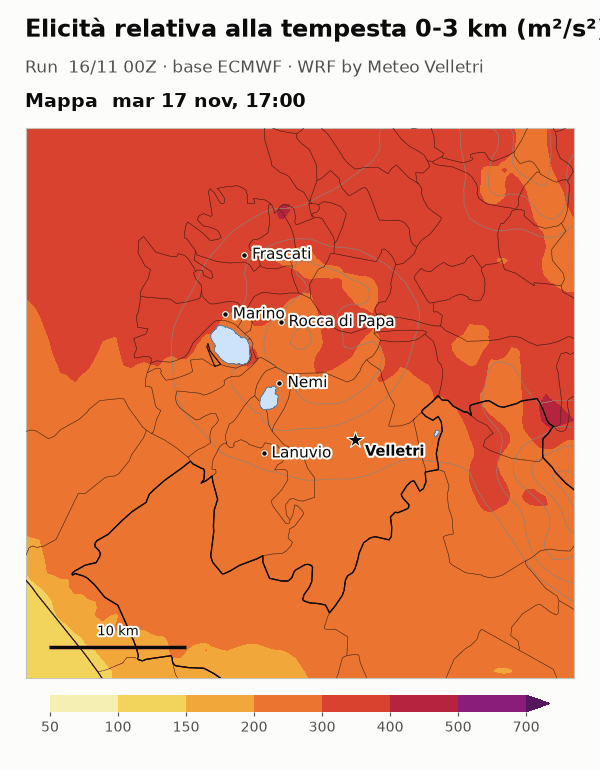 Elicità relativa alla tempesta 0-3 km (m²/s²)
Run 16/11 00Z · base ECMWF · WRF by Meteo Velletri
Mappa mar 17 nov, 17:00
Frascati
Marino
Rocca di Papa
Nemi
Lanuvio
Velletri
10 km
50 100 150 200 300 400 500 700